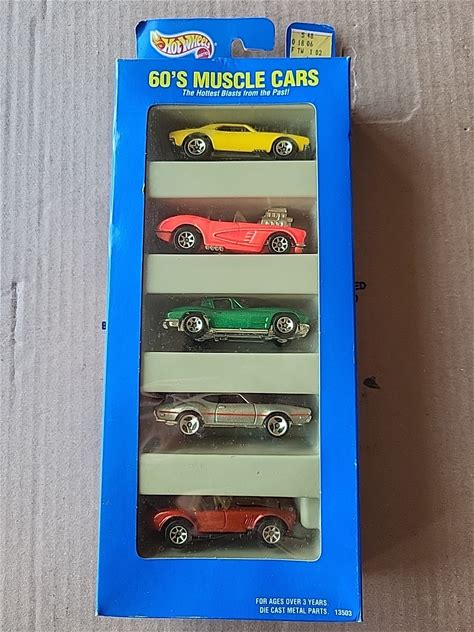 Hot Wheels
60'S MUSCLE CARS
The Hottest Blasts from the Past!
FOR AGES OVER 3 YEARS.
DIE CAST METAL PARTS. 13503